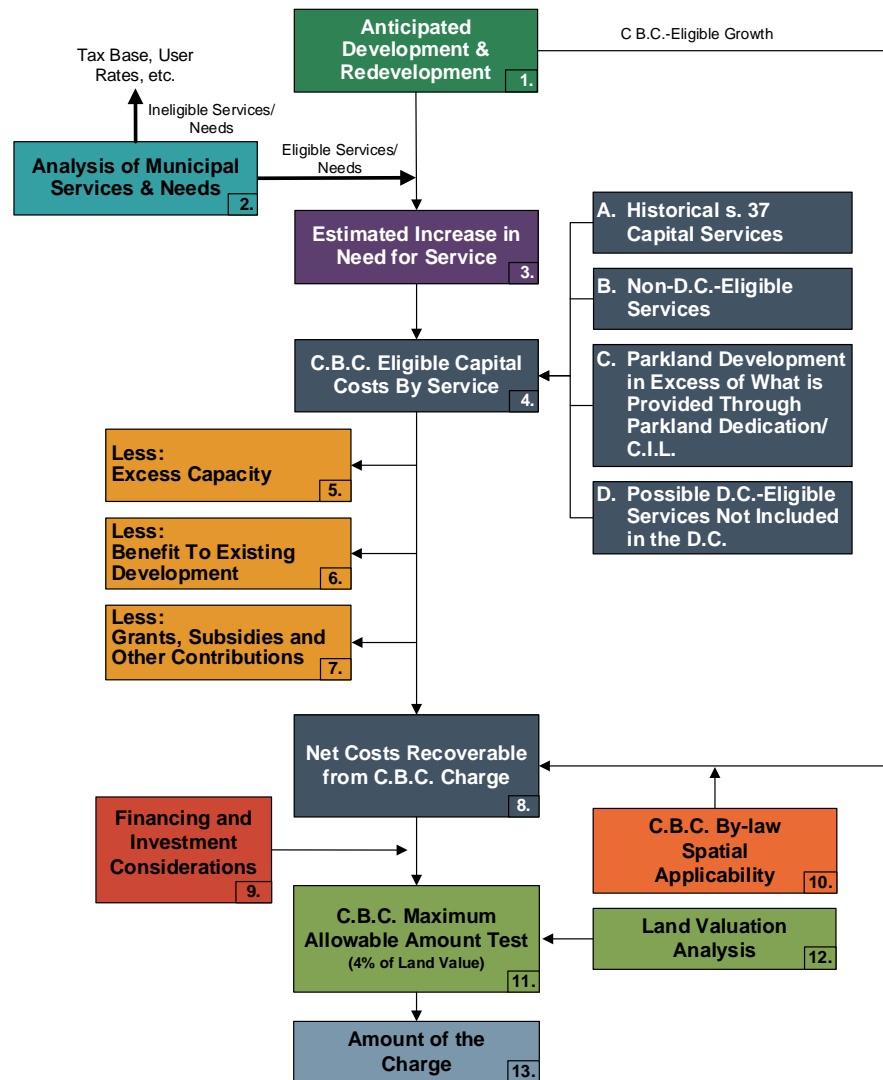 Anticipated
Development &
Redevelopment
1.
C B.C.-Eligible Growth
Tax Base, User
Rates, etc.
Ineligible Services/
Needs
Analysis of Municipal
Services & Needs
2.
Eligible Services/
Needs
Estimated Increase in
Need for Service
3.
A. Historical s. 37
Capital Services
B. Non-D.C.-Eligible
Services
C.B.C. Eligible Capital
Costs By Service
4.
C. Parkland Development
in Excess of What is
Provided Through
Parkland Dedication/
C.I.L.
D. Possible D.C.-Eligible
Services Not Included
in the D.C.
Less:
Excess Capacity
5.
Less:
Benefit To Existing
Development
6.
Less:
Grants, Subsidies and
Other Contributions
7.
Net Costs Recoverable
from C.B.C. Charge
8.
Financing and
Investment
Considerations
9.
C.B.C. By-law
Spatial
Applicability
10.
C.B.C. Maximum
Allowable Amount Test
(4% of Land Value)
11.
Land Valuation
Analysis
12.
Amount of the
Charge
13.